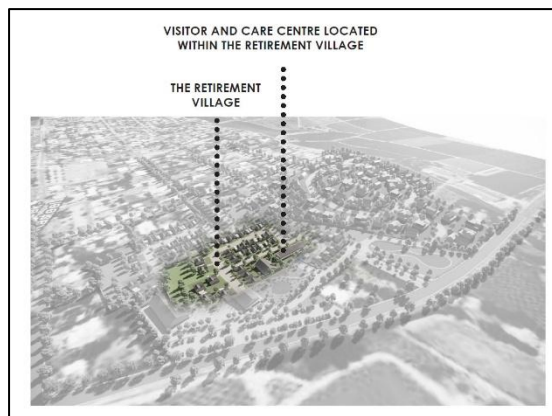 VISITOR AND CARE CENTRE LOCATED
WITHIN THE RETIREMENT VILLAGE
THE RETIREMENT
VILLAGE